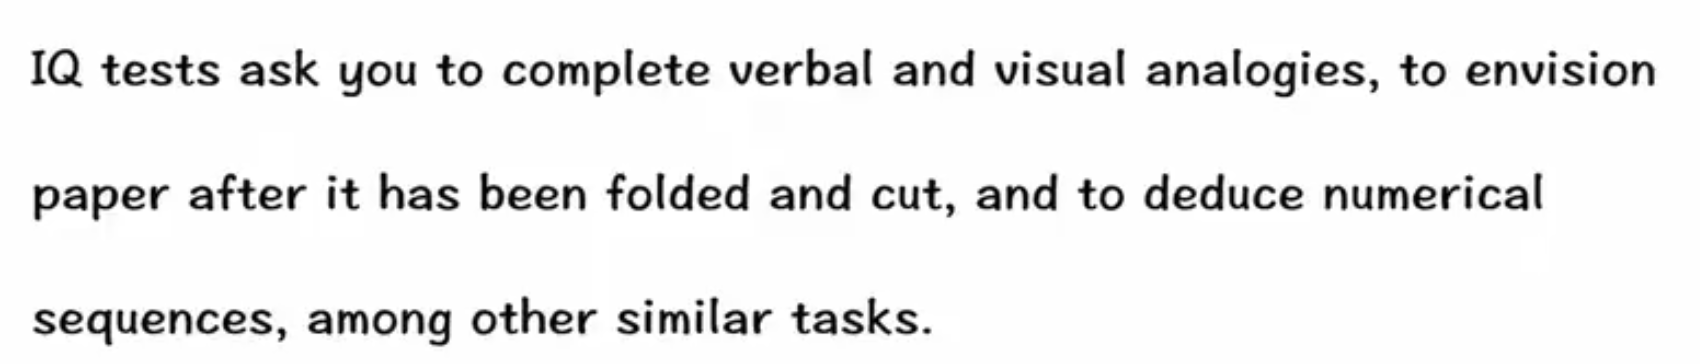 IQ tests ask you to complete verbal and visual analogies, to envision
paper after it has been folded and cut, and to deduce numerical
sequences, among other similar tasks.